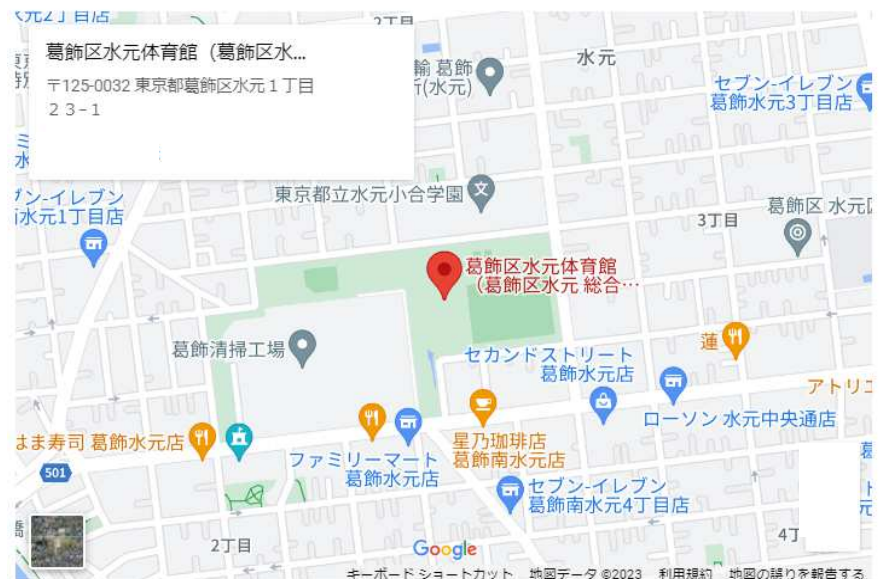 2丁目
葛飾区水元体育館（葛飾区水...
〒125-0032 東京都葛飾区水元１丁目
２３−１
水元
セブン-イレブン
葛飾水元3丁目店
東京都立水元小合学園
3丁目
葛飾区 水元
水元1丁目店
葛飾区水元体育館
（葛飾区水元 総合…
葛飾清掃工場
蓮
セカンドストリート
葛飾水元店
アトリエ
ローソン 水元中央通店
はま寿司 葛飾水元店
星乃珈琲店
葛飾南水元店
ファミリーマート
葛飾水元店
501
セブン-イレブン
葛飾南水元4丁目店
2丁目
Google
キーボード ショートカット
地図データ ©2023
利用規約
地図の誤りを報告する